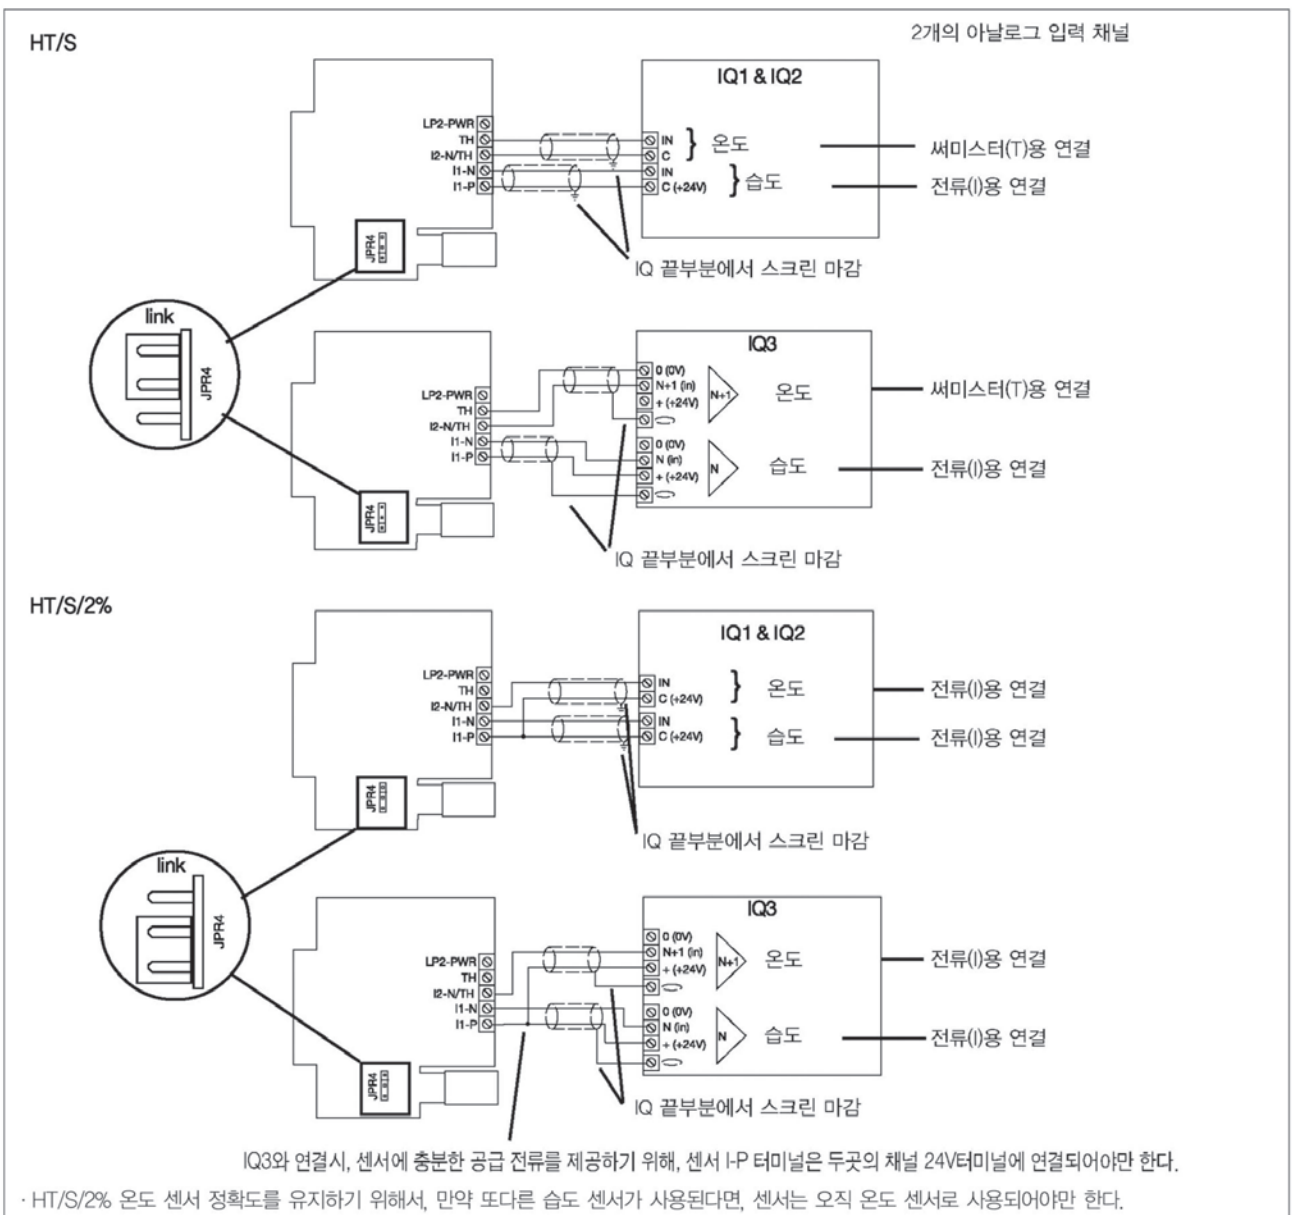 HT/S
2개의 아날로그 입력 채널
IQ1 & IQ2
LP2-PWR
TH
I2-N/TH
I1-N
I1-P
IN
C
IN
C (+24V)
온도
습도
써미스터(T)용 연결
전류(I)용 연결
JPR4
IQ 끝부분에서 스크린 마감
link
JPR4
IQ3
LP2-PWR
TH
I2-N/TH
I1-N
I1-P
0 (0V)
N+1 (in)
+ (+24V)
0 (0V)
N (in)
+ (+24V)
N+1
온도
N
습도
써미스터(T)용 연결
전류(I)용 연결
JPR4
IQ 끝부분에서 스크린 마감
HT/S/2%
IQ1 & IQ2
LP2-PWR
TH
I2-N/TH
I1-N
I1-P
IN
C (+24V)
IN
C (+24V)
온도
습도
전류(I)용 연결
전류(I)용 연결
JPR4
IQ 끝부분에서 스크린 마감
link
JPR4
IQ3
LP2-PWR
TH
I2-N/TH
I1-N
I1-P
0 (0V)
N+1 (in)
+ (+24V)
0 (0V)
N (in)
+ (+24V)
N+1
온도
N
습도
전류(I)용 연결
전류(I)용 연결
JPR4
IQ 끝부분에서 스크린 마감
IQ3와 연결시, 센서에 충분한 공급 전류를 제공하기 위해, 센서 I-P 터미널은 두곳의 채널 24V터미널에 연결되어야만 한다.
· HT/S/2% 온도 센서 정확도를 유지하기 위해서, 만약 또다른 습도 센서가 사용된다면, 센서는 오직 온도 센서로 사용되어야만 한다.